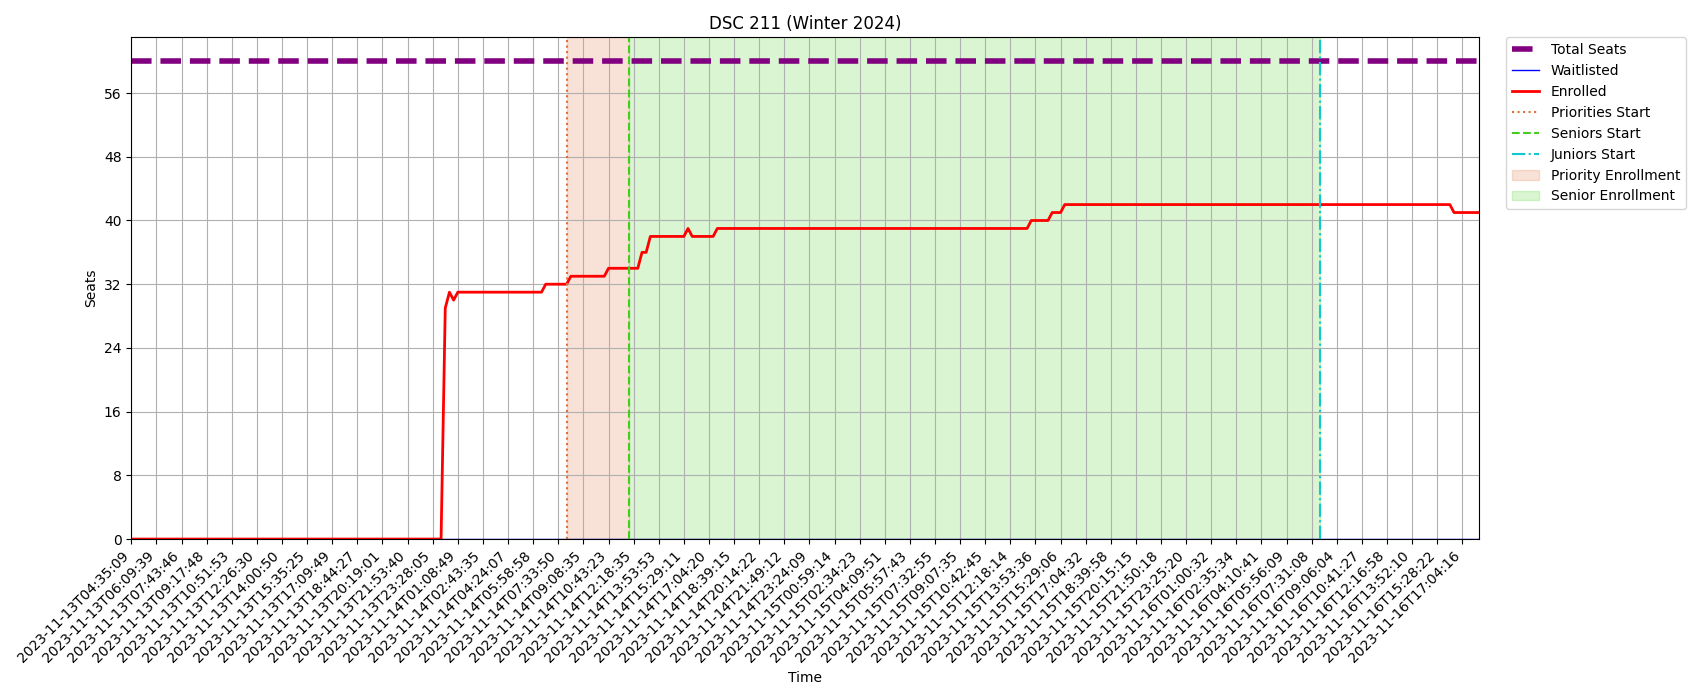 DSC 211 (Winter 2024)
Total Seats
Waitlisted
Enrolled
Priorities Start
Seniors Start
Juniors Start
Priority Enrollment
Senior Enrollment
Seats
56
48
40
32
24
16
8
0
2023-11-13T04:35:09
2023-11-13T06:09:39
2023-11-13T07:43:46
2023-11-13T09:17:48
2023-11-13T10:51:53
2023-11-13T12:26:30
2023-11-13T14:00:50
2023-11-13T15:35:25
2023-11-13T17:09:49
2023-11-13T18:44:27
2023-11-13T20:19:01
2023-11-13T21:53:40
2023-11-13T23:28:05
2023-11-14T01:08:49
2023-11-14T02:43:35
2023-11-14T04:24:07
2023-11-14T05:58:58
2023-11-14T07:33:50
2023-11-14T09:08:35
2023-11-14T10:43:23
2023-11-14T12:18:35
2023-11-14T13:53:53
2023-11-14T15:29:11
2023-11-14T17:04:20
2023-11-14T18:39:15
2023-11-14T20:14:22
2023-11-14T21:49:12
2023-11-14T23:24:09
2023-11-15T00:59:14
2023-11-15T02:34:23
2023-11-15T04:09:51
2023-11-15T05:57:43
2023-11-15T07:32:55
2023-11-15T09:07:35
2023-11-15T10:42:45
2023-11-15T12:18:14
2023-11-15T13:53:36
2023-11-15T15:29:06
2023-11-15T17:04:32
2023-11-15T18:39:58
2023-11-15T20:15:15
2023-11-15T21:50:18
2023-11-15T23:25:20
2023-11-16T01:00:32
2023-11-16T02:35:34
2023-11-16T04:10:41
2023-11-16T05:56:09
2023-11-16T07:31:08
2023-11-16T09:06:04
2023-11-16T10:41:27
2023-11-16T12:16:58
2023-11-16T13:52:10
2023-11-16T15:28:22
2023-11-16T17:04:16
Time